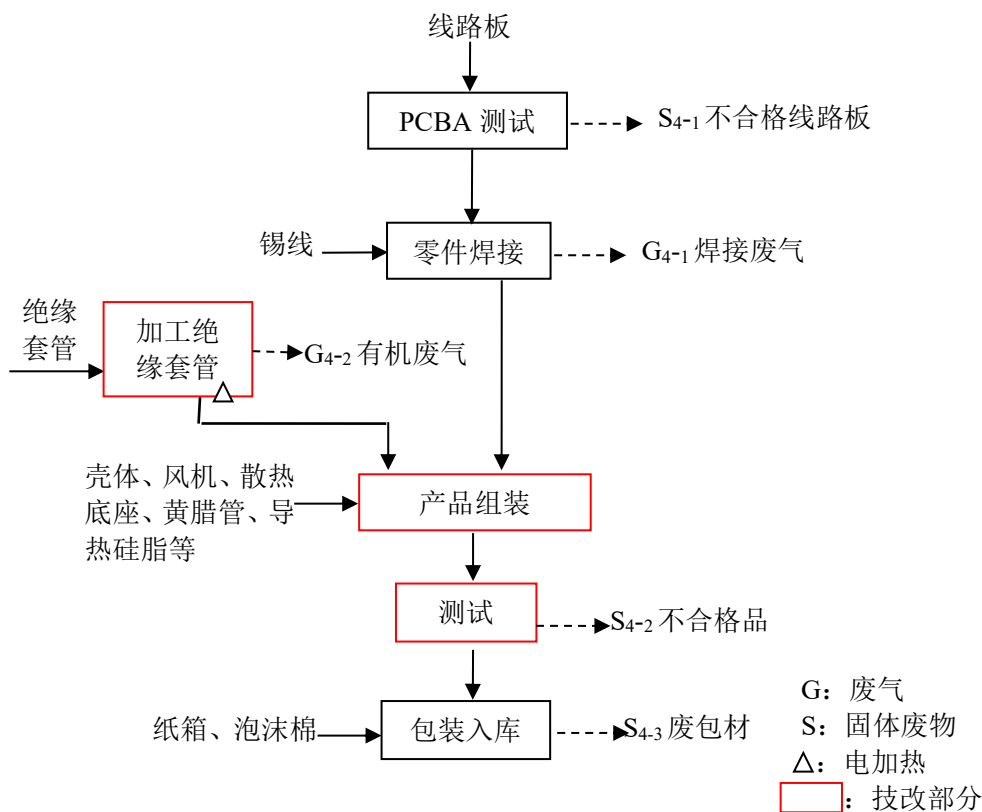 线路板
PCBA 测试
S4-1 不合格线路板
锡线
零件焊接
G4-1 焊接废气
绝缘
套管
加工绝
缘套管
G4-2 有机废气
壳体、风机、散热
底座、黄腊管、导
热硅脂等
产品组装
测试
S4-2 不合格品
纸箱、泡沫棉
包装入库
S4-3 废包材
G：废气
S：固体废物
△：电加热
：技改部分